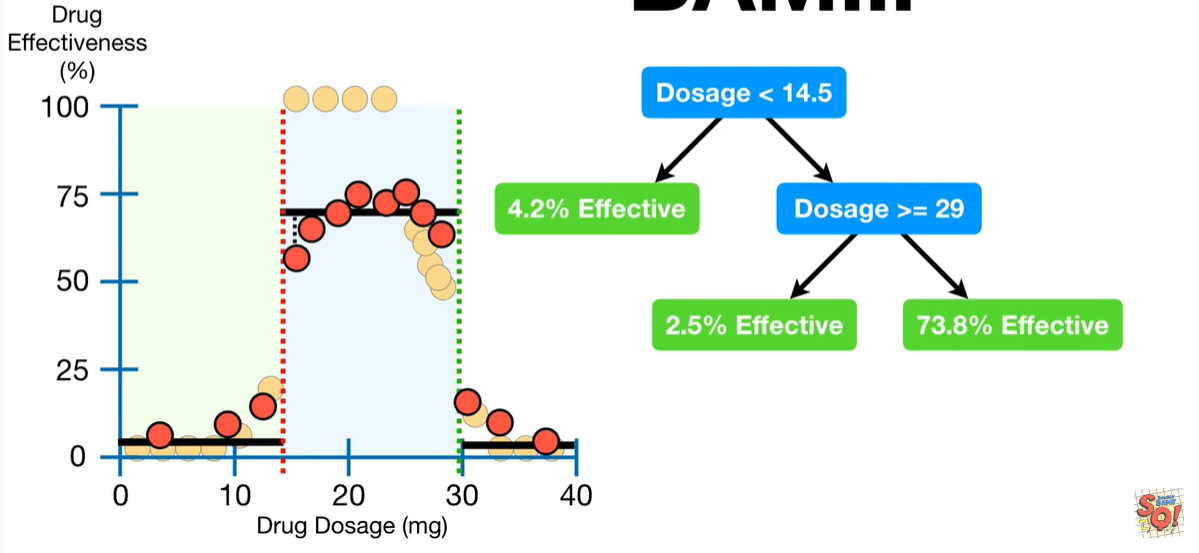 Drug
Effectiveness
(%)
100
75
50
25
0
0 10 20 30 40
Drug Dosage (mg)
Dosage < 14.5
4.2% Effective
Dosage >= 29
2.5% Effective
73.8% Effective
SQ!